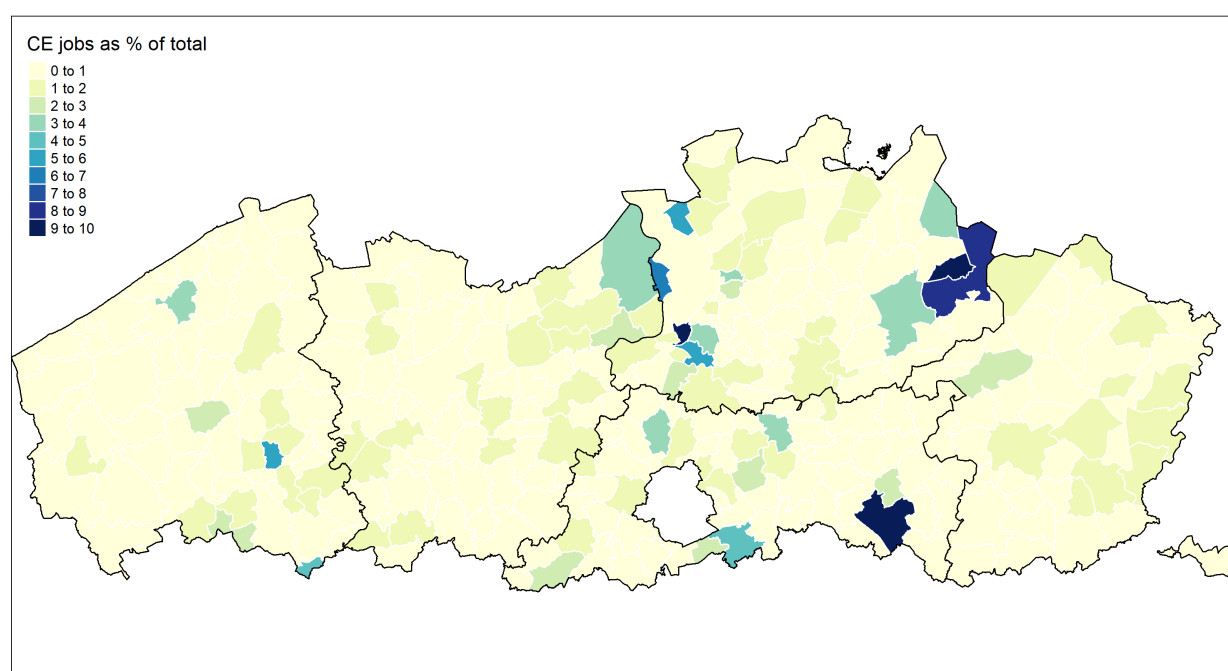 CE jobs as % of total
0 to 1
1 to 2
2 to 3
3 to 4
4 to 5
5 to 6
6 to 7
7 to 8
8 to 9
9 to 10